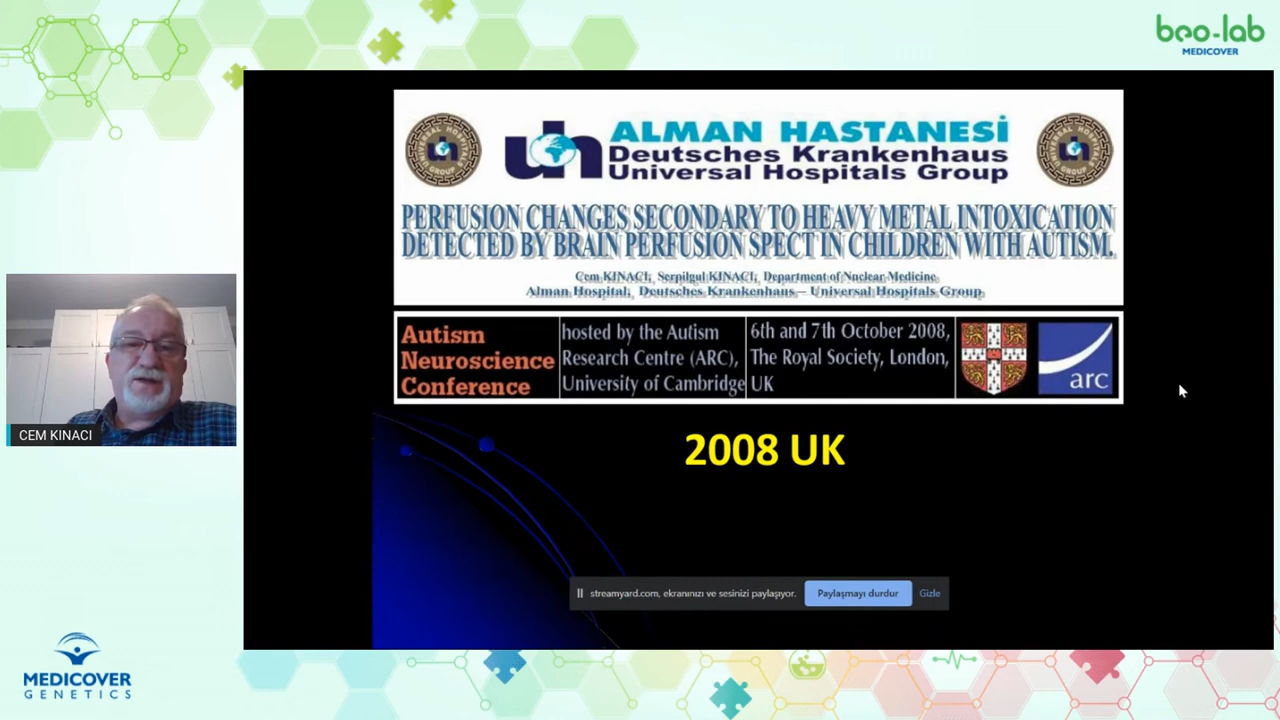 beo-lab
MEDICOVER
ALMAN HASTANESİ
Deutsches Krankenhaus
Universal Hospitals Group
PERFUSION CHANGES SECONDARY TO HEAVY METAL INTOXICATION
DETECTED BY BRAIN PERFUSION SPECT IN CHILDREN WITH AUTISM.
Cem KINACI, Serpilgul KINACI, Department of Nuclear Medicine
Alman Hospital, Deutsches Krankenhaus – Universal Hospitals Group
Autism
Neuroscience
Conference
hosted by the Autism
Research Centre (ARC),
University of Cambridge
6th and 7th October 2008,
The Royal Society, London,
UK
arc
CEM KINACI
2008 UK
streamyard.com, ekranınızı ve sesinizi paylaşıyor.
Paylaşmayı durdur
Gizle
MEDICOVER
GENETICS